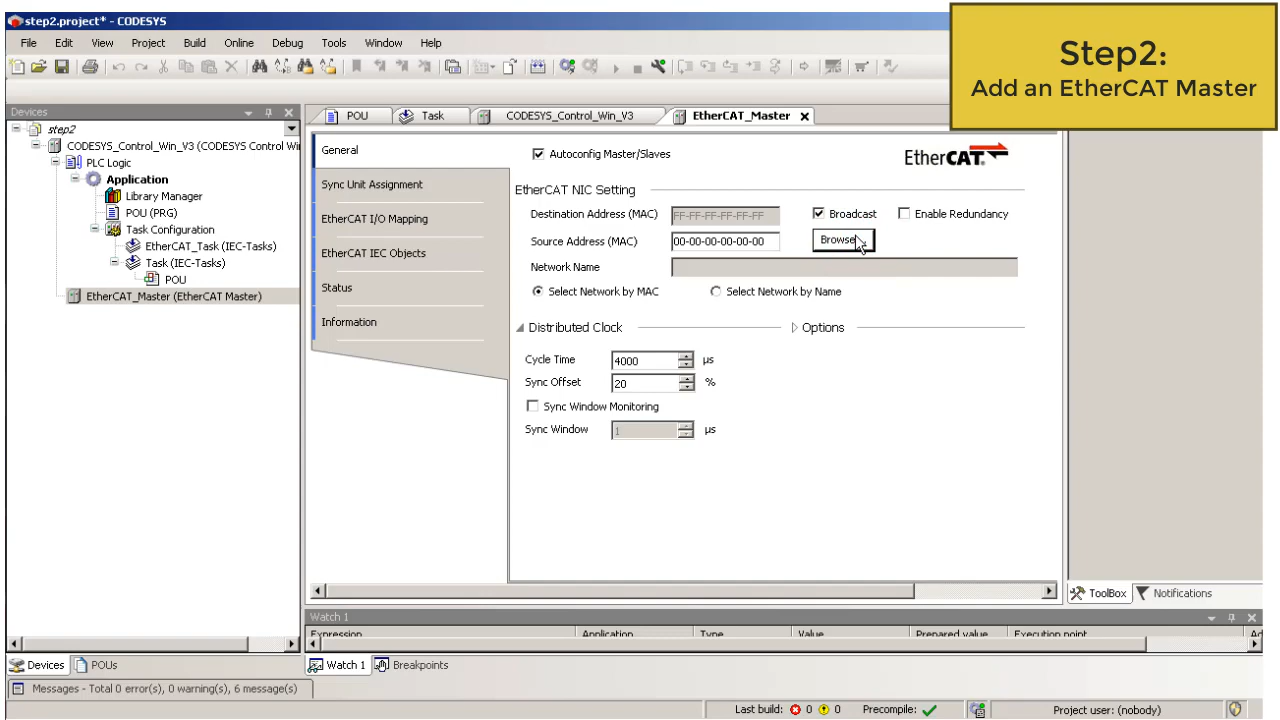 step2.project* - CODESYS
Step2:
Add an EtherCAT Master
File Edit View Project Build Online Debug Tools Window Help
Devices
step2
CODESYS_Control_Win_V3 (CODESYS Control Wi
PLC Logic
Application
Library Manager
POU (PRG)
Task Configuration
EtherCAT_Task (IEC-Tasks)
Task (IEC-Tasks)
POU
EtherCAT_Master (EtherCAT Master)
POU Task CODESYS_Control_Win_V3 EtherCAT_Master
General
Sync Unit Assignment
EtherCAT I/O Mapping
EtherCAT IEC Objects
Status
Information
Autoconfig Master/Slaves
EtherCAT
EtherCAT NIC Setting
Destination Address (MAC) FF-FF-FF-FF-FF-FF Broadcast Enable Redundancy
Source Address (MAC) 00-00-00-00-00-00 Browse
Network Name
Select Network by MAC Select Network by Name
Distributed Clock Options
Cycle Time 4000 µs
Sync Offset 20 %
Sync Window Monitoring
Sync Window 1 µs
ToolBox Notifications
Watch 1
Expression Application Type Value Prepared value Execution point Ad
Devices POUs
Watch 1 Breakpoints
Messages - Total 0 error(s), 0 warning(s), 6 message(s)
Last build: 0 0 Precompile: Project user: (nobody)